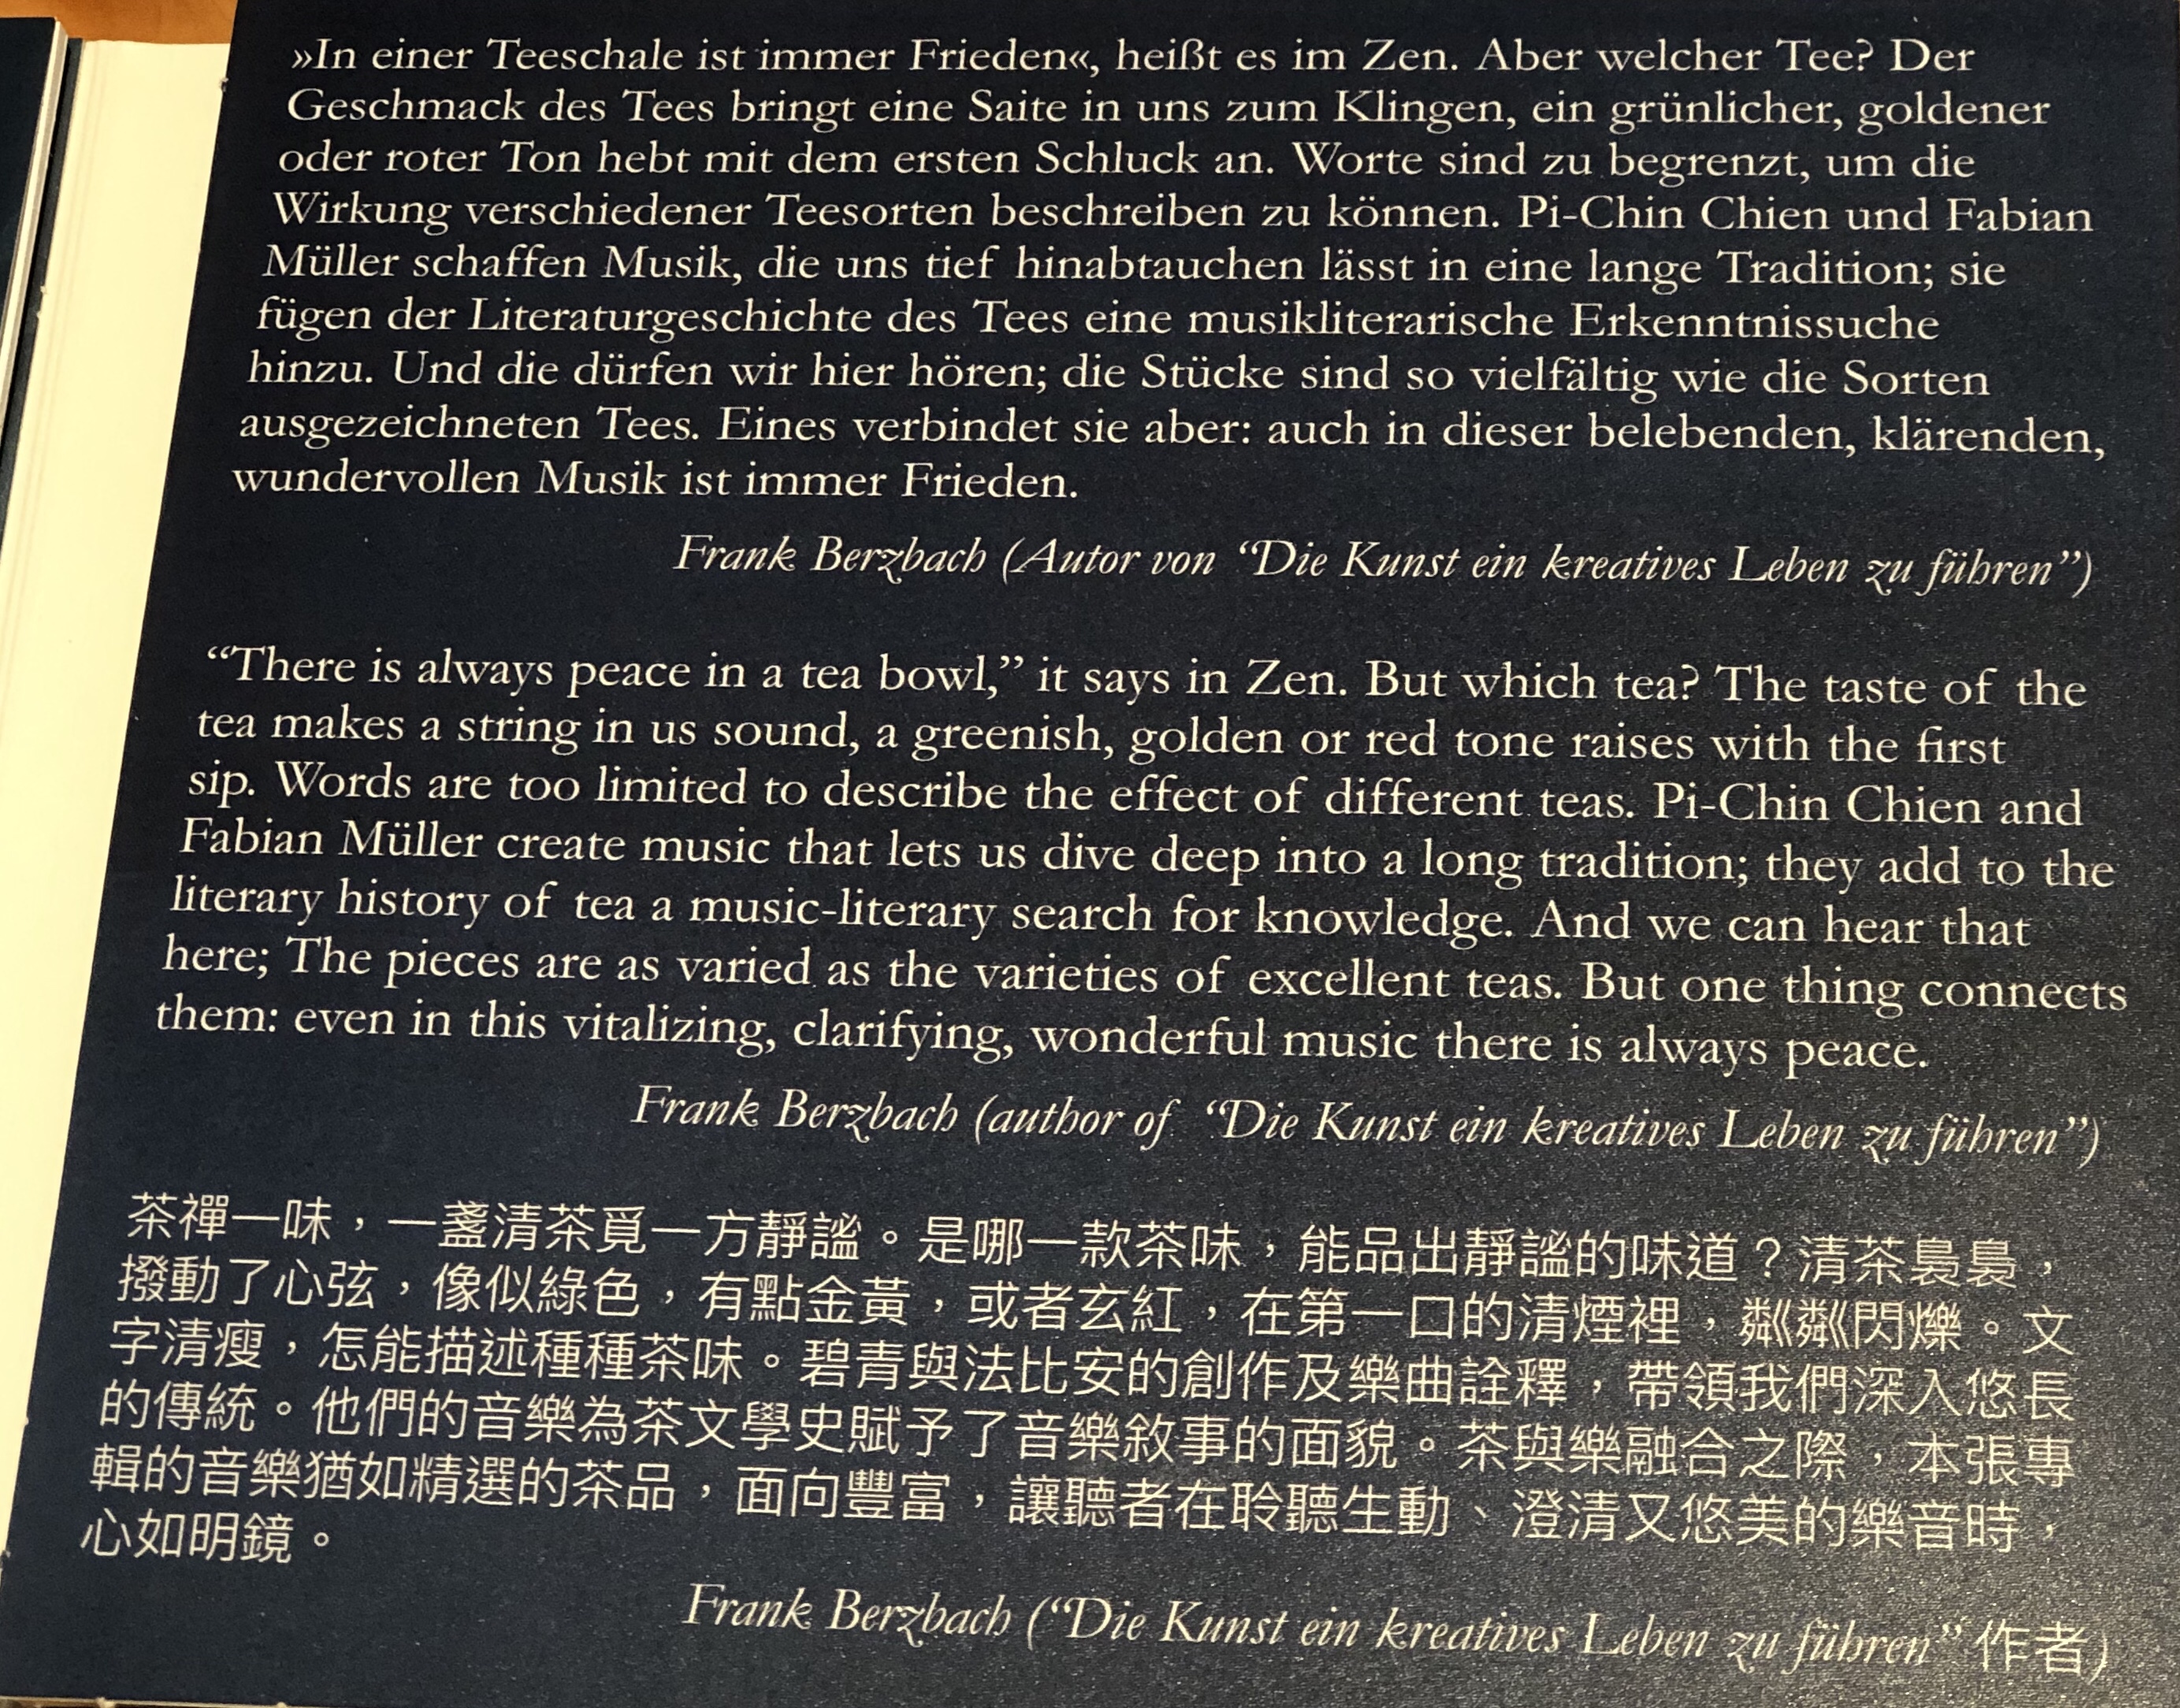 »In einer Teeschale ist immer Frieden«, heißt es im Zen. Aber welcher Tee? Der
Geschmack des Tees bringt eine Saite in uns zum Klingen, ein grünlicher, goldener
oder roter Ton hebt mit dem ersten Schluck an. Worte sind zu begrenzt, um die
Wirkung verschiedener Teesorten beschreiben zu können. Pi-Chin Chien und Fabian
Müller schaffen Musik, die uns tief hinabtauchen lässt in eine lange Tradition; sie
fügen der Literaturgeschichte des Tees eine musikliterarische Erkenntnissuche
hinzu. Und die dürfen wir hier hören; die Stücke sind so vielfältig wie die Sorten
ausgezeichneten Tees. Eines verbindet sie aber: auch in dieser belebenden, klärenden,
wundervollen Musik ist immer Frieden.
Frank Berzbach (Autor von “Die Kunst ein kreatives Leben zu führen”)
“There is always peace in a tea bowl,” it says in Zen. But which tea? The taste of the
tea makes a string in us sound, a greenish, golden or red tone raises with the first
sip. Words are too limited to describe the effect of different teas. Pi-Chin Chien and
Fabian Müller create music that lets us dive deep into a long tradition; they add to the
literary history of tea a music-literary search for knowledge. And we can hear that
here; The pieces are as varied as the varieties of excellent teas. But one thing connects
them: even in this vitalizing, clarifying, wonderful music there is always peace.
Frank Berzbach (author of “Die Kunst ein kreatives Leben zu führen”)
茶禪一味，一盞清茶覓一方靜謐。是哪一款茶味，能品出靜謐的味道？清茶裊裊，
撥動了心弦，像似綠色，有點金黃，或者玄紅，在第一口的清煙裡，粼粼閃爍。文
字清瘦，怎能描述種種茶味。碧青與法比安的創作及樂曲詮釋，帶領我們深入悠長
的傳統。他們的音樂為茶文學史賦予了音樂敘事的面貌。茶與樂融合之際，本張專
輯的音樂猶如精選的茶品，面向豐富，讓聽者在聆聽生動、澄清又悠美的樂音時，
心如明鏡。
Frank Berzbach (“Die Kunst ein kreatives Leben zu führen” 作者)